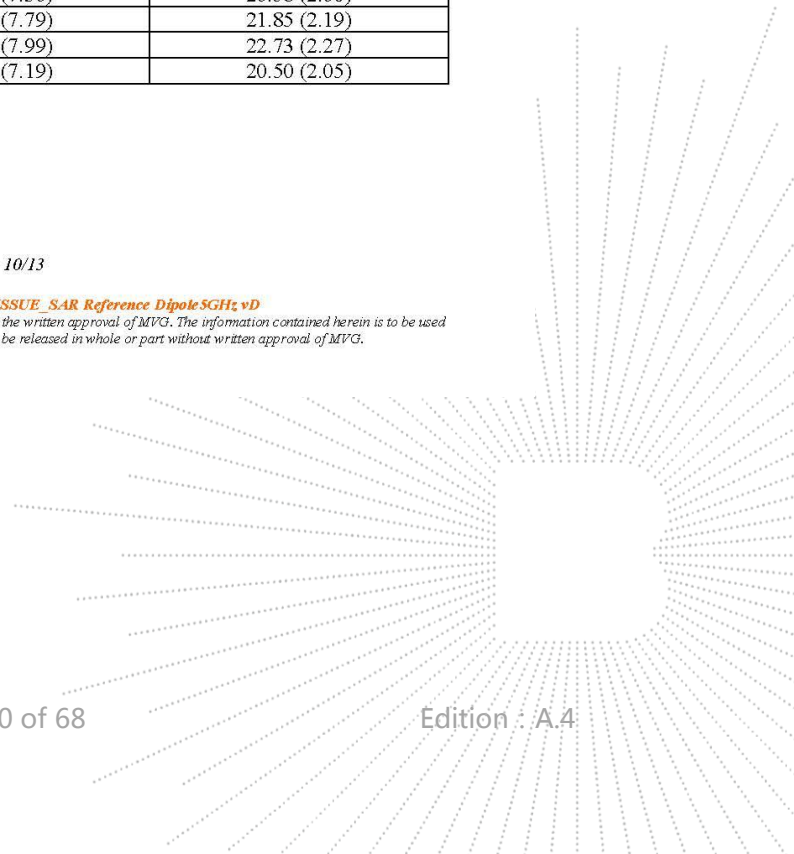 (7.79) 21.85 (2.19)
(7.99) 22.73 (2.27)
(7.19) 20.50 (2.05)
10/13
SSUE_SAR Reference Dipole5GHz vD
the written approval of MVG. The information contained herein is to be used
be released in whole or part without written approval of MVG.
0 of 68 Edition : A.4